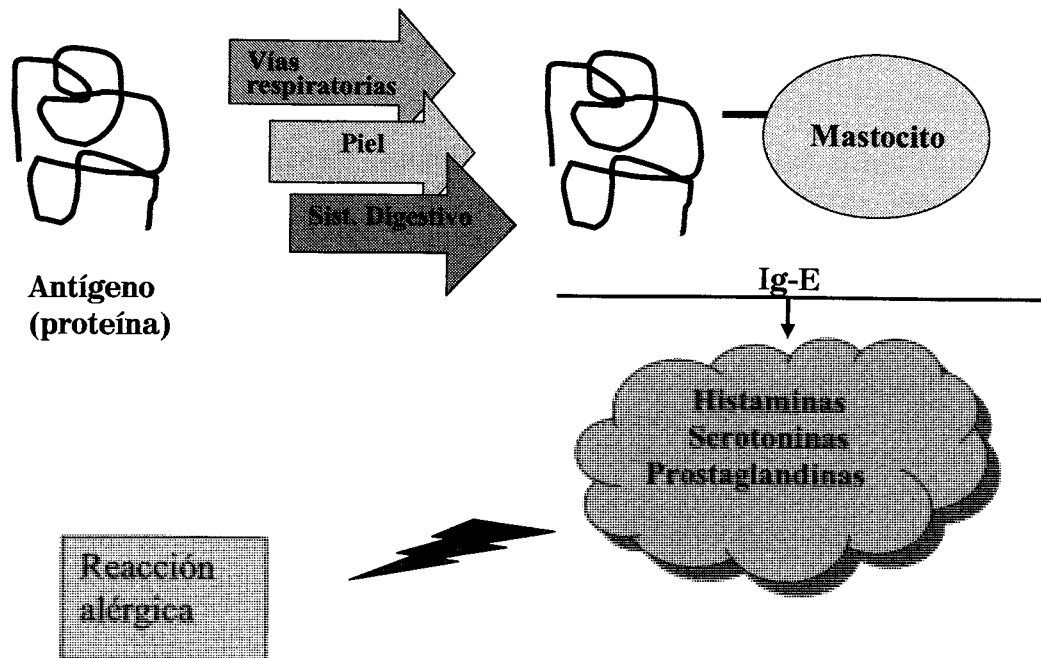 Vías
respiratorias
Piel
Sist. Digestivo
Mastocito
Antígeno
(proteína)
Ig-E
Histaminas
Serotoninas
Prostaglandinas
Reacción
alérgica